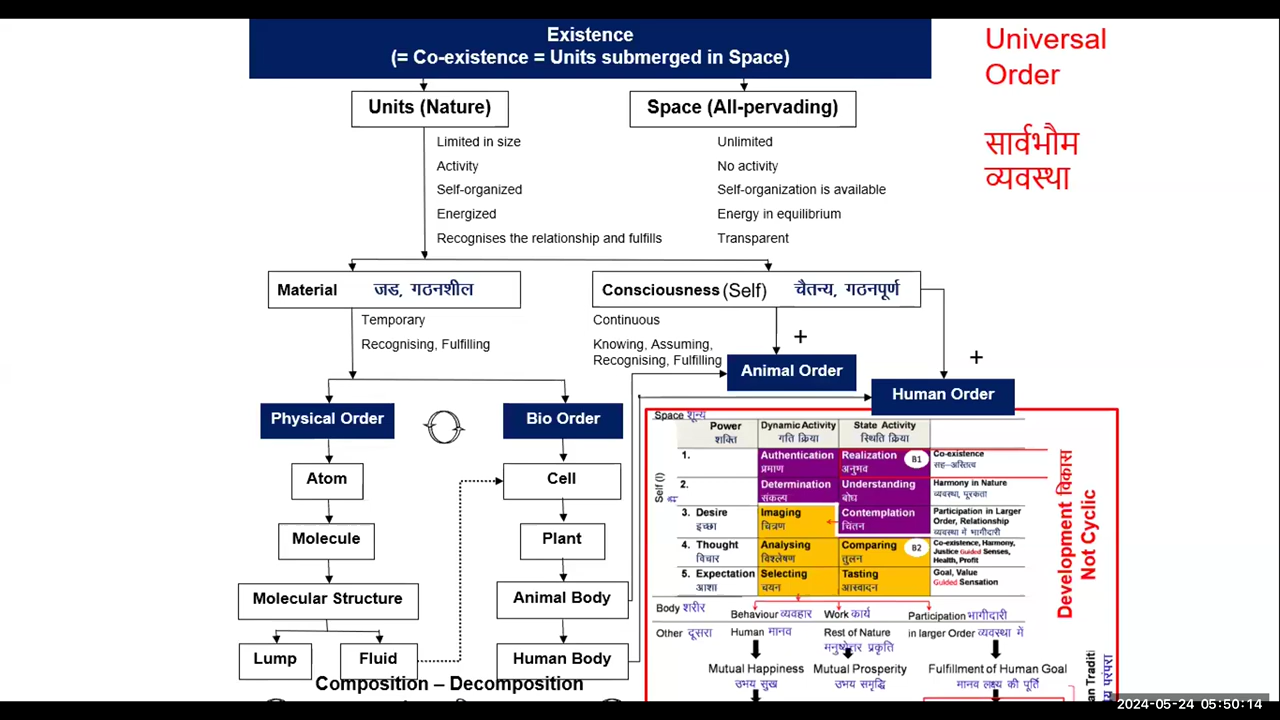 Existence
(= Co-existence = Units submerged in Space)
Universal
Order
सार्वभौम
व्यवस्था
Units (Nature)
Space (All-pervading)
Limited in size
Activity
Self-organized
Energized
Recognises the relationship and fulfills
Unlimited
No activity
Self-organization is available
Energy in equilibrium
Transparent
Material जड, गठनशील
Consciousness (Self) चैतन्य, गठनपूर्ण
Temporary
Recognising, Fulfilling
Continuous
Knowing, Assuming,
Recognising, Fulfilling
+
+
Animal Order
Human Order
Physical Order
Bio Order
Atom
Molecule
Molecular Structure
Lump
Fluid
Cell
Plant
Animal Body
Human Body
Composition – Decomposition
Space शून्य
Power
शक्ति
Dynamic Activity
गति क्रिया
State Activity
स्थिति क्रिया
Self (I)
1.
Authentication
प्रमाण
Realization
अनुभव
B1
Co-existence
सह–अस्तित्व
2.
Determination
संकल्प
Understanding
बोध
Harmony in Nature
व्यवस्था, पूरकता
3. Desire
इच्छा
Imaging
चित्रण
Contemplation
चिंतन
Participation in Larger
Order, Relationship
व्यवस्था में भागीदारी
4. Thought
विचार
Analysing
विश्लेषण
Comparing
तुलन
B2
Co-existence, Harmony,
Justice Guided Senses,
Health, Profit
5. Expectation
आशा
Selecting
चयन
Tasting
आस्वादन
Goal, Value
Guided Sensation
Body शरीर
Behaviour व्यवहार
Work कार्य
Participation भागीदारी
Other दूसरा
Human मानव
Rest of Nature
मनुष्येत्तर प्रकृति
in larger Order व्यवस्था में
Mutual Happiness
उभय सुख
Mutual Prosperity
उभय समृद्धि
Fulfillment of Human Goal
मानव लक्ष्य की पूर्ति
Development विकास
Not Cyclic
2024-05-24 05:50:14